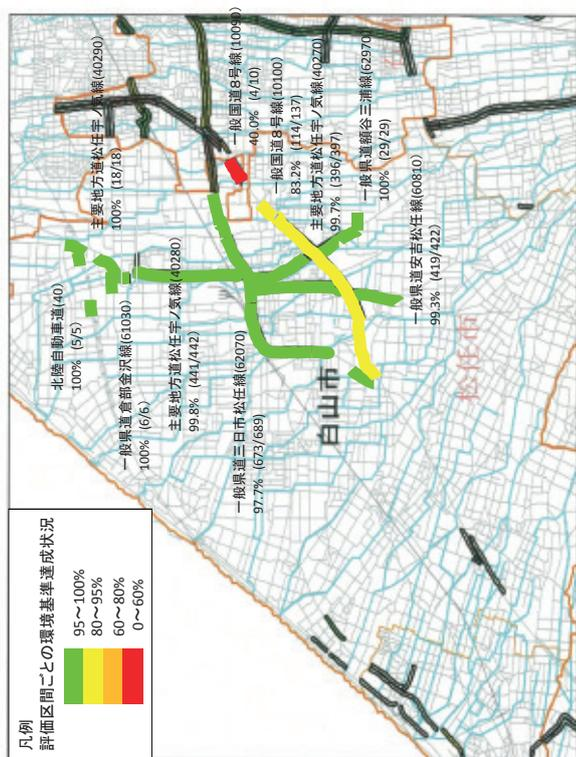 凡例
評価区間ごとの環境基準達成状況
95～100%
80～95%
60～80%
0～60%
北陸自動車道(40)
100% (5/5)
主要地方道松任宇ノ気線(40290)
100% (18/18)
一般県道倉部金沢線(61030)
100% (6/6)
主要地方道松任宇ノ気線(40280)
99.8% (441/442)
一般県道三日市松任線(62070)
97.7% (673/689)
一般国道8号線(10090)
40.0% (4/10)
一般国道8号線(10100)
83.2% (114/137)
主要地方道松任宇ノ気線(40270)
99.7% (396/397)
一般県道額谷三浦線(62970)
100% (29/29)
一般県道安吉松任線(60810)
99.3% (419/422)
白山市
松任市